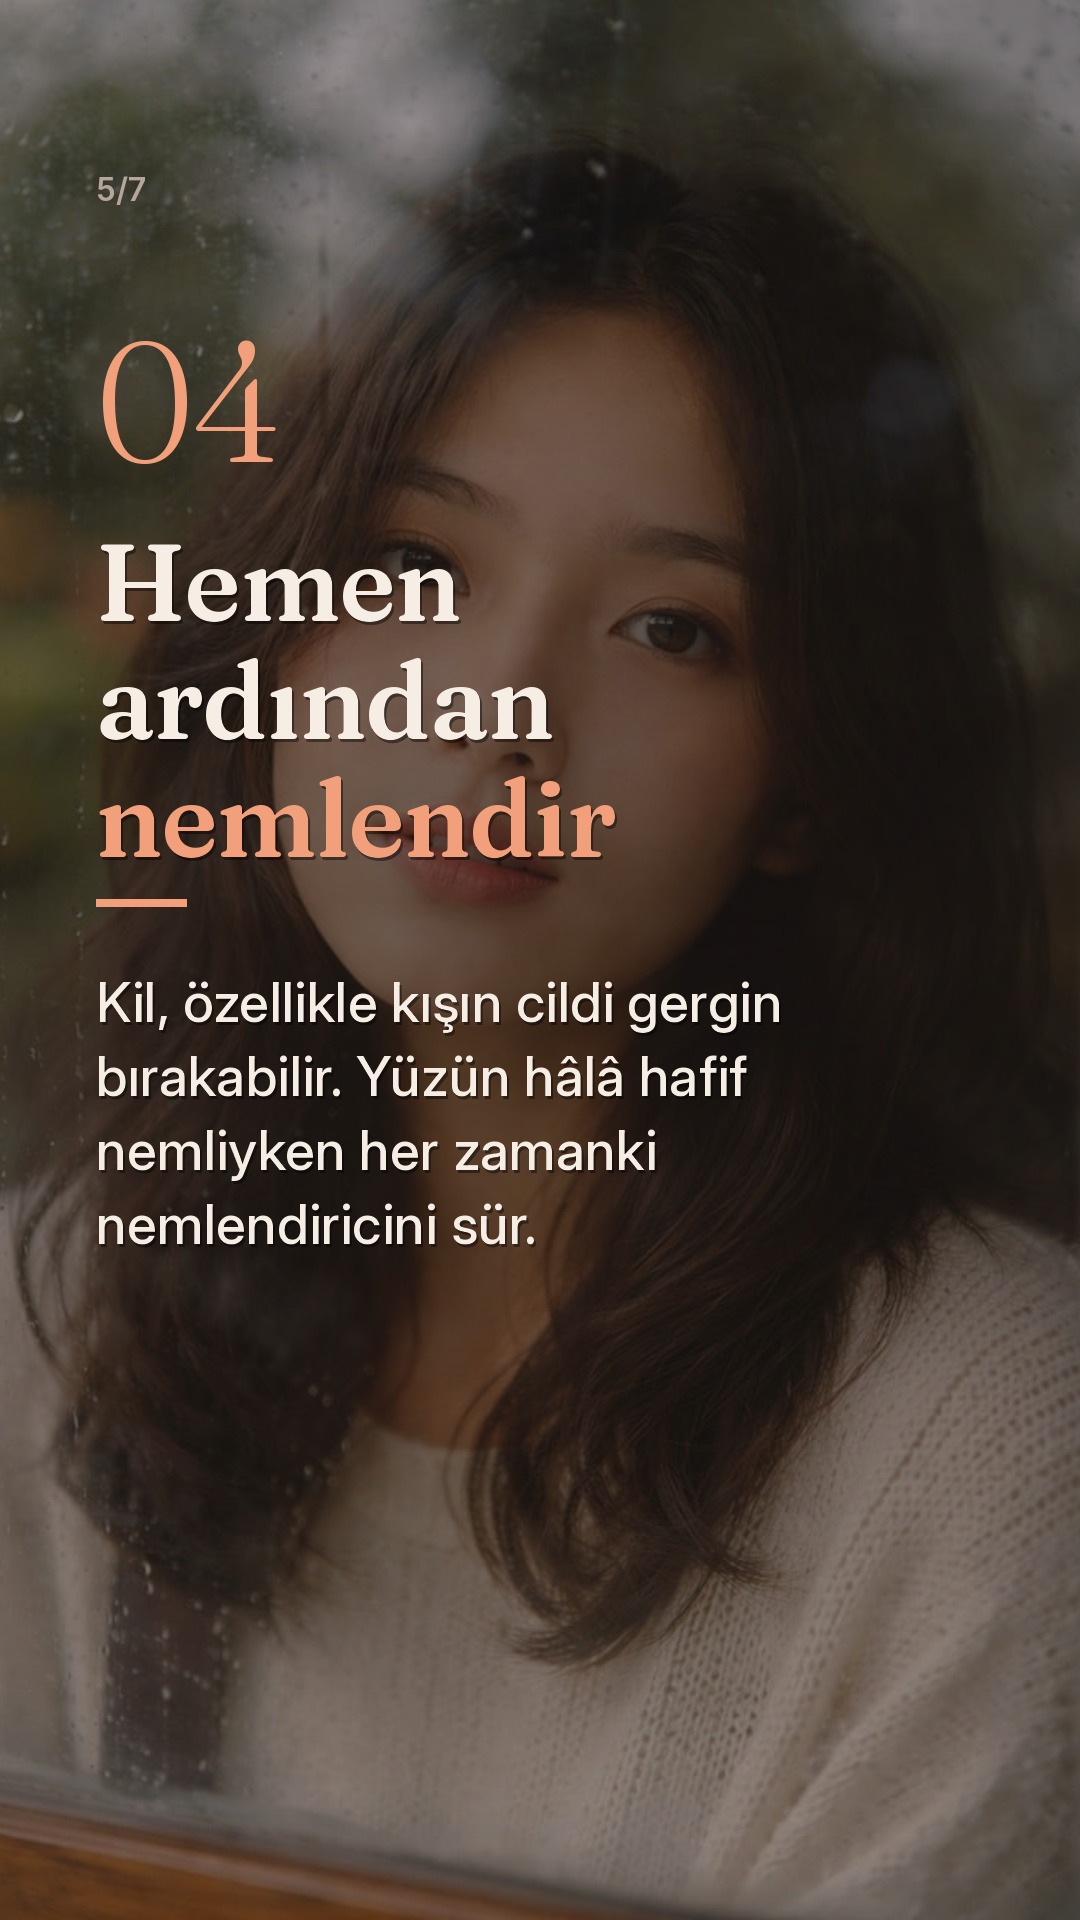 5/7
04
Hemen
ardından
nemlendir
Kil, özellikle kışın cildi gergin
bırakabilir. Yüzün hâlâ hafif
nemliyken her zamanki
nemlendiricini sür.